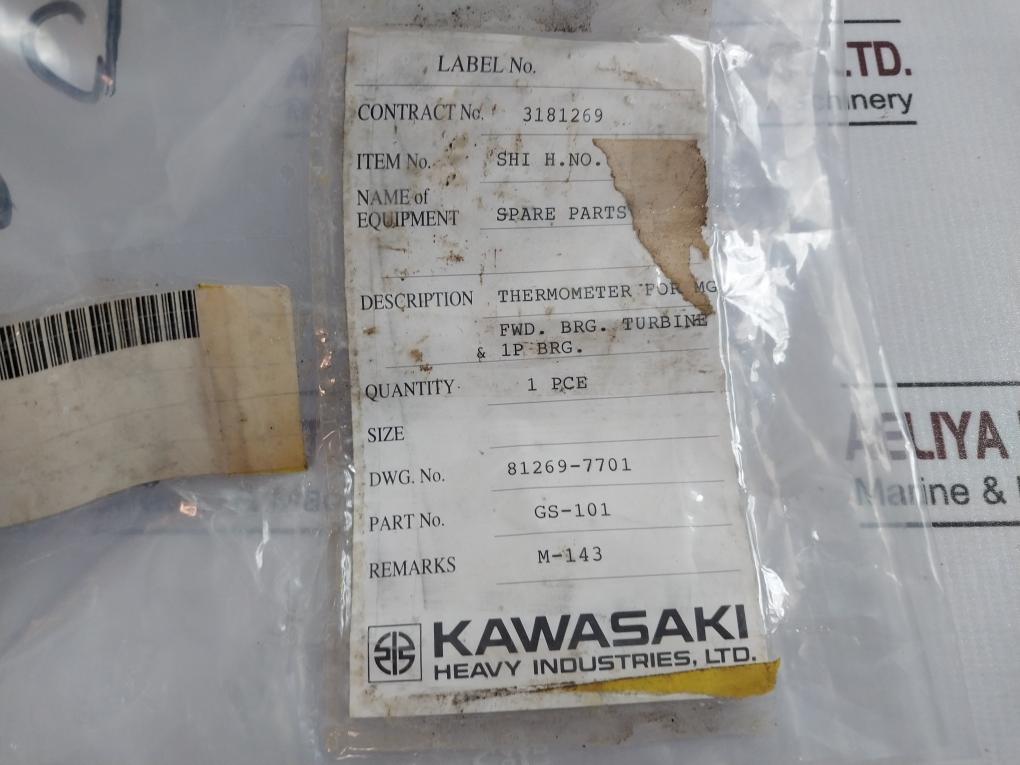 LABEL No.
CONTRACT No. 3181269
ITEM No. SHI H.NO.
NAME of
EQUIPMENT SPARE PARTS
DESCRIPTION THERMOMETER FOR MG
FWD. BRG. TURBINE
& 1P BRG.
QUANTITY 1 PCE
SIZE
DWG. No. 81269-7701
PART No. GS-101
REMARKS M-143
KAWASAKI
HEAVY INDUSTRIES, LTD.
LTD.
AELIYA
Marine &